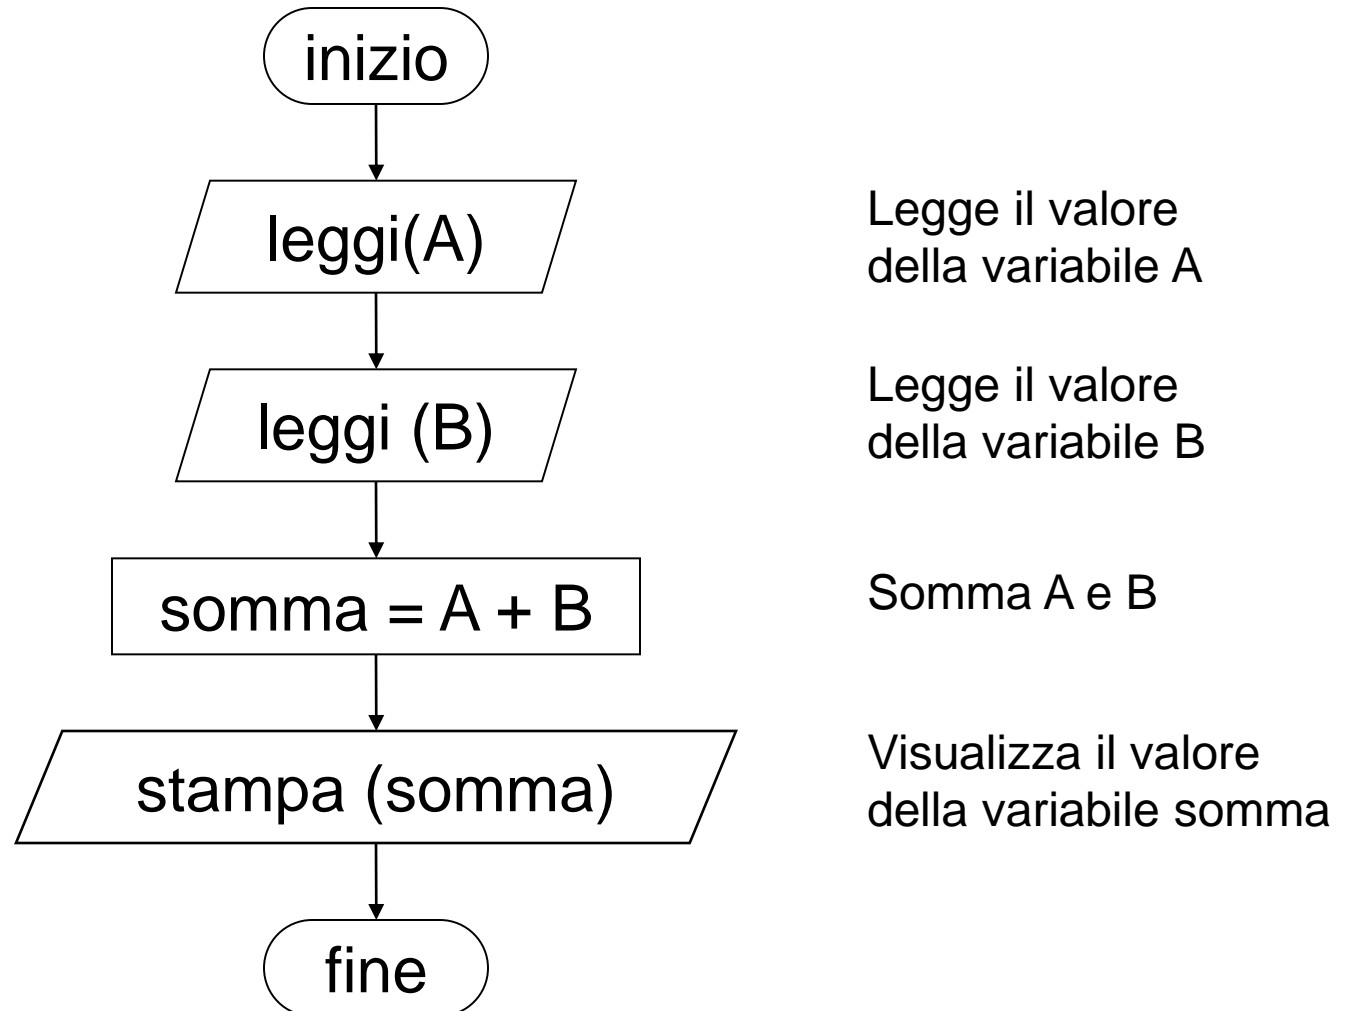 inizio
leggi(A)
Legge il valore
della variabile A
leggi (B)
Legge il valore
della variabile B
somma = A + B
Somma A e B
stampa (somma)
Visualizza il valore
della variabile somma
fine